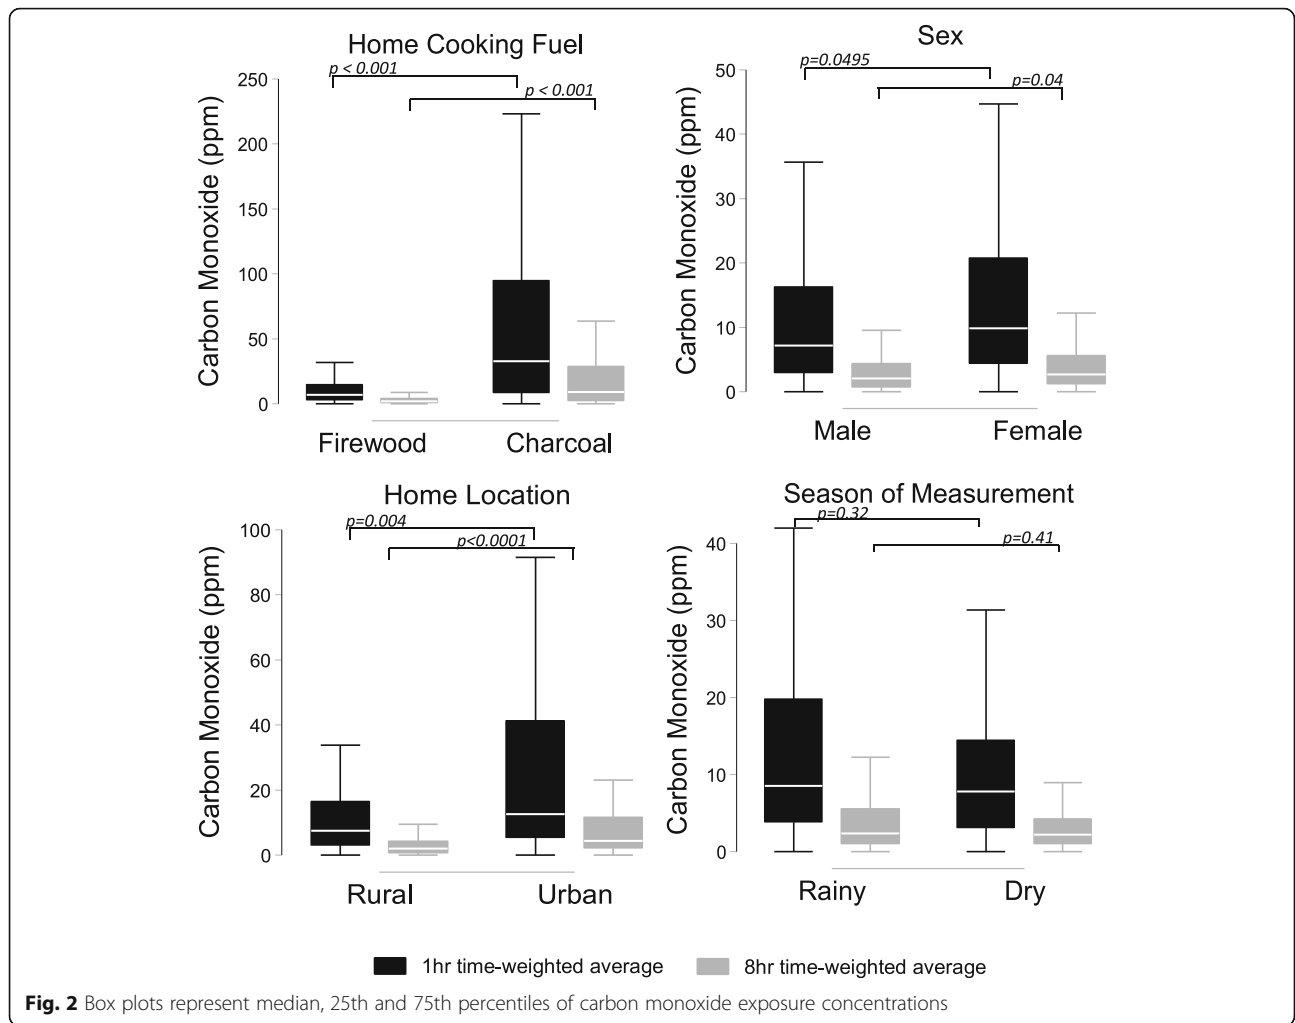 Home Cooking Fuel
p < 0.001
p < 0.001
Carbon Monoxide (ppm)
250
200
150
100
50
0
Firewood
Charcoal
Sex
p=0.0495
p=0.04
Carbon Monoxide (ppm)
50
40
30
20
10
0
Male
Female
Home Location
p=0.004
p<0.0001
Carbon Monoxide (ppm)
100
80
60
40
20
0
Rural
Urban
Season of Measurement
p=0.32
p=0.41
Carbon Monoxide (ppm)
40
30
20
10
0
Rainy
Dry
1hr time-weighted average
8hr time-weighted average
Fig. 2 Box plots represent median, 25th and 75th percentiles of carbon monoxide exposure concentrations